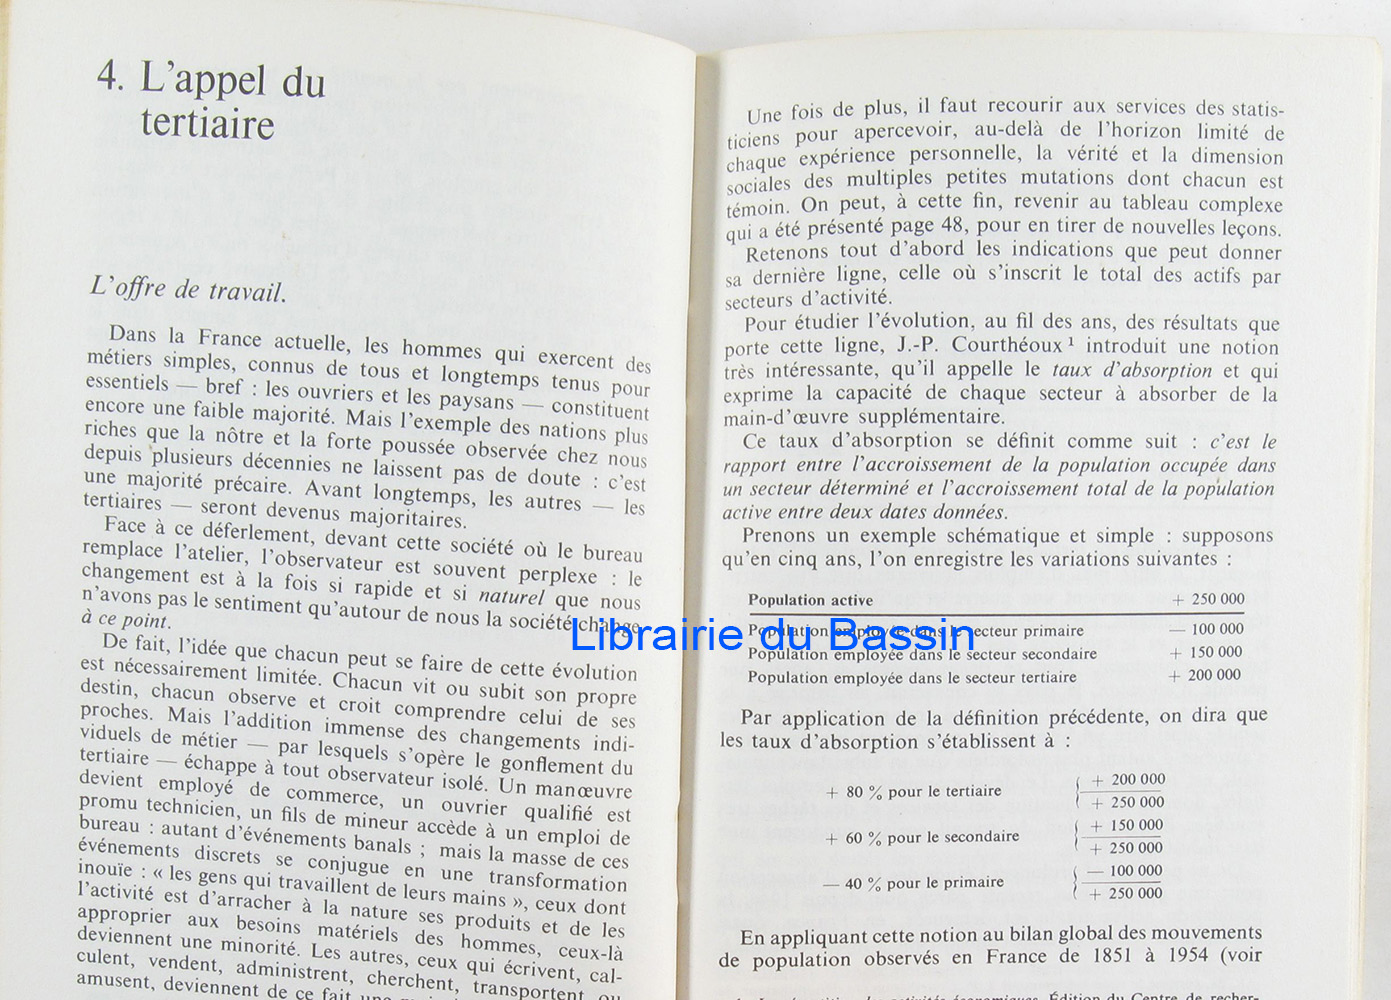 4. L'appel du
tertiaire
L'offre de travail.
Dans la France actuelle, les hommes qui exercent des
métiers simples, connus de tous et longtemps tenus pour
essentiels — bref : les ouvriers et les paysans — constituent
encore une faible majorité. Mais l'exemple des nations plus
riches que la nôtre et la forte poussée observée chez nous
depuis plusieurs décennies ne laissent pas de doute : c'est
une majorité précaire. Avant longtemps, les autres — les
tertiaires — seront devenus majoritaires.
Face à ce déferlement, devant cette société où le bureau
remplace l'atelier, l'observateur est souvent perplexe : le
changement est à la fois si rapide et si naturel que nous
n'avons pas le sentiment qu'autour de nous la société change
à ce point.
De fait, l'idée que chacun peut se faire de cette évolution
est nécessairement limitée. Chacun vit ou subit son propre
destin, chacun observe et croit comprendre celui de ses
proches. Mais l'addition immense des changements indi-
viduels de métier — par lesquels s'opère le gonflement du
tertiaire — échappe à tout observateur isolé. Un manœuvre
devient employé de commerce, un ouvrier qualifié est
promu technicien, un fils de mineur accède à un emploi de
bureau : autant d'événements banals ; mais la masse de ces
événements discrets se conjugue en une transformation
inouïe : « les gens qui travaillent de leurs mains », ceux dont
l'activité est d'arracher à la nature ses produits et de les
approprier aux besoins matériels des hommes, ceux-là
deviennent une minorité. Les autres, ceux qui écrivent, cal-
culent, vendent, administrent, cherchent, transportent ou
amusent, deviennent de ce fait une
Une fois de plus, il faut recourir aux services des statis-
ticiens pour apercevoir, au-delà de l'horizon limité de
chaque expérience personnelle, la vérité et la dimension
sociales des multiples petites mutations dont chacun est
témoin. On peut, à cette fin, revenir au tableau complexe
qui a été présenté page 48, pour en tirer de nouvelles leçons.
Retenons tout d'abord les indications que peut donner
sa dernière ligne, celle où s'inscrit le total des actifs par
secteurs d'activité.
Pour étudier l'évolution, au fil des ans, des résultats que
porte cette ligne, J.-P. Courthéoux 1 introduit une notion
très intéressante, qu'il appelle le taux d'absorption et qui
exprime la capacité de chaque secteur à absorber de la
main-d'œuvre supplémentaire.
Ce taux d'absorption se définit comme suit : c'est le
rapport entre l'accroissement de la population occupée dans
un secteur déterminé et l'accroissement total de la population
active entre deux dates données.
Prenons un exemple schématique et simple : supposons
qu'en cinq ans, l'on enregistre les variations suivantes :
Population active + 250 000
Population employée dans le secteur primaire — 100 000
Population employée dans le secteur secondaire + 150 000
Population employée dans le secteur tertiaire + 200 000
Librairie du Bassin
Par application de la définition précédente, on dira que
les taux d'absorption s'établissent à :
+ 80 % pour le tertiaire + 200 000
+ 250 000
+ 60 % pour le secondaire + 150 000
+ 250 000
— 40 % pour le primaire — 100 000
+ 250 000
En appliquant cette notion au bilan global des mouvements
de population observés en France de 1851 à 1954 (voir
des activités économiques. Édition du Centre de recher-